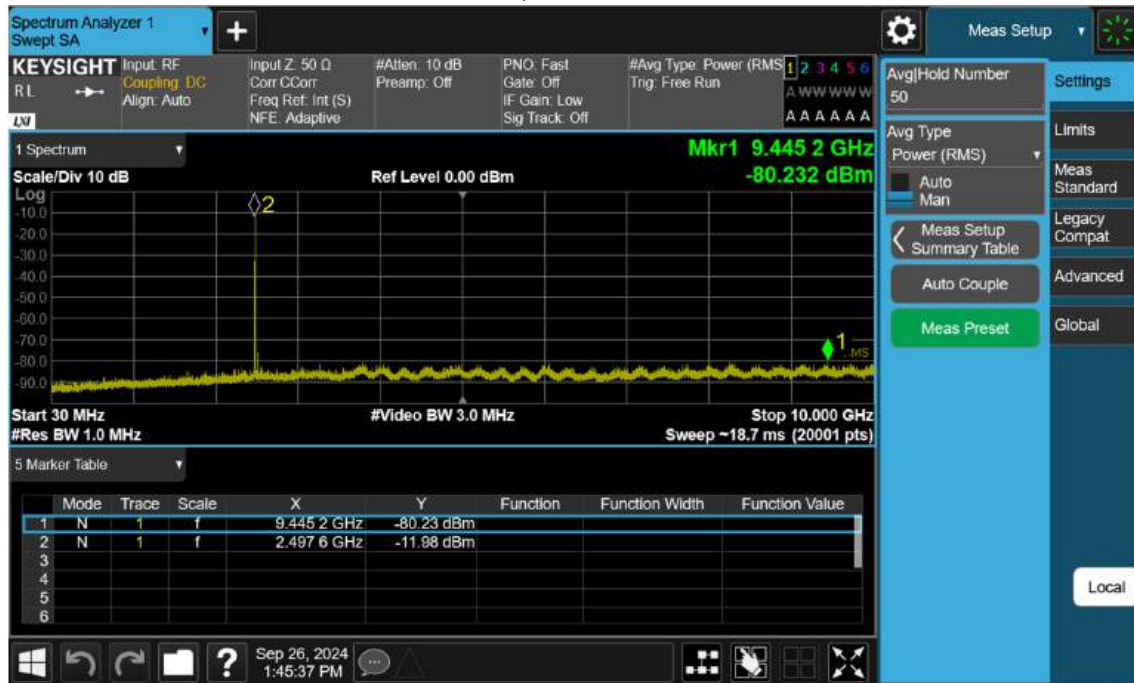 Spectrum Analyzer 1
Swept SA
+
Meas Setup
KEYSIGHT
RL
LXI
Input: RF
Coupling: DC
Align: Auto
Input Z: 50 Ω
Corr CCorr
Freq Ref: Int (S)
NFE: Adaptive
#Atten: 10 dB
Preamp: Off
PNO: Fast
Gate: Off
IF Gain: Low
Sig Track: Off
#Avg Type: Power (RMS
Trig: Free Run
1 2 3 4 5 6
A W W W W W
A A A A A A
1 Spectrum
Scale/Div 10 dB
Ref Level 0.00 dBm
Mkr1 9.445 2 GHz
-80.232 dBm
Log
-10.0
-20.0
-30.0
-40.0
-50.0
-60.0
-70.0
-80.0
-90.0
2
1
Start 30 MHz
#Res BW 1.0 MHz
#Video BW 3.0 MHz
Stop 10.000 GHz
Sweep ~18.7 ms (20001 pts)
5 Marker Table
Mode Trace Scale X Y Function Function Width Function Value
1 N 1 f 9.445 2 GHz -80.23 dBm
2 N 1 f 2.497 6 GHz -11.98 dBm
3
4
5
6
Avg|Hold Number
50
Avg Type
Power (RMS)
Auto
Man
Meas Setup
Summary Table
Auto Couple
Meas Preset
Settings
Limits
Meas
Standard
Legacy
Compat
Advanced
Global
Local
?
Sep 26, 2024
1:45:37 PM